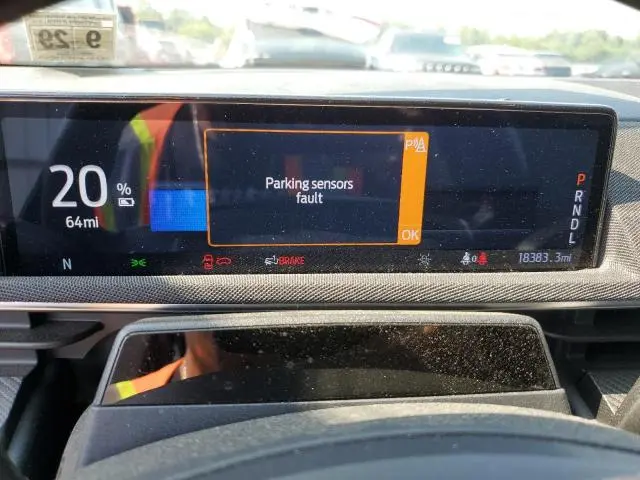 9 29
Parking sensors
fault
P
OK
20 %
64mi
P
R
N
D
L
N
BRAKE
18383.3mi